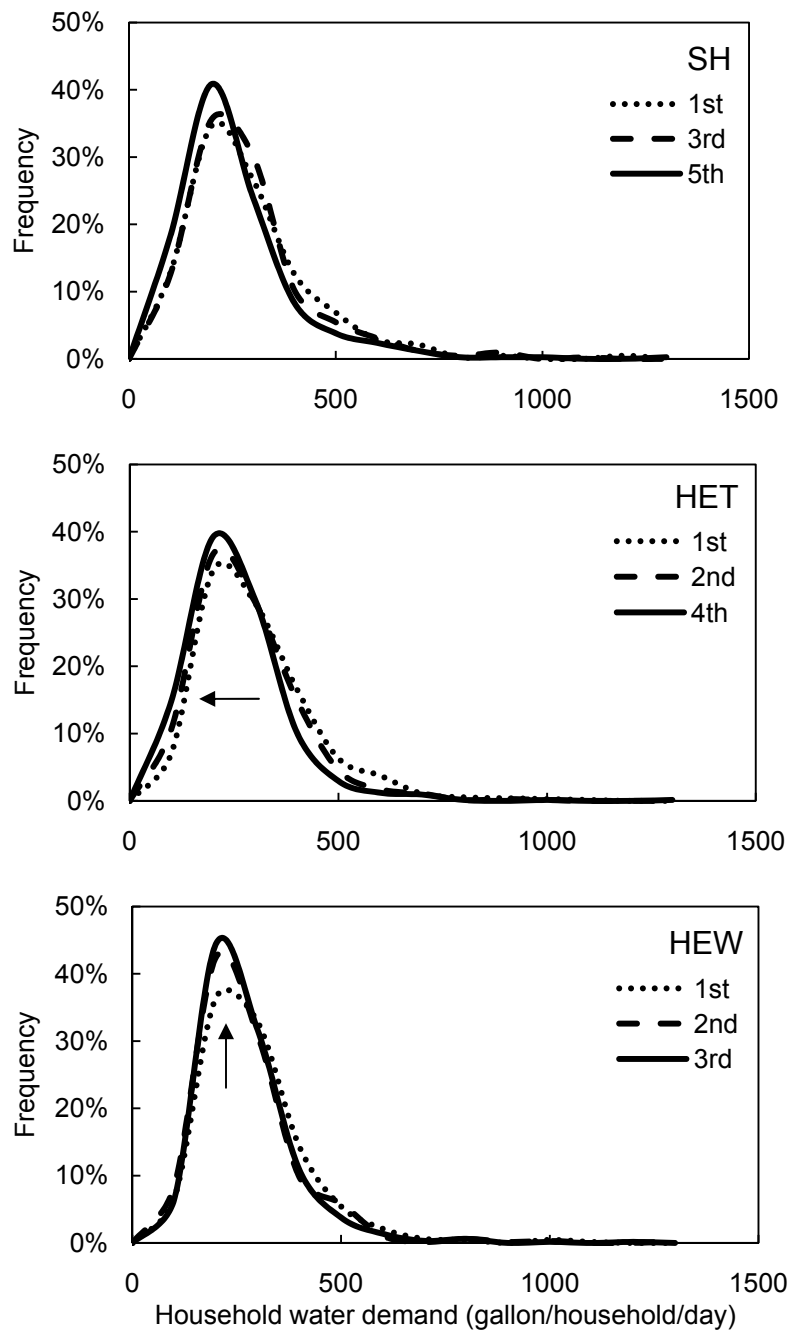 50%
SH
40%
1st
3rd
30%
5th
Frequency
20%
10%
0%
0 500 1000 1500
50%
HET
40%
1st
2nd
30%
4th
Frequency
20%
10%
0%
0 500 1000 1500
50%
HEW
40%
1st
2nd
30%
3rd
Frequency
20%
10%
0%
0 500 1000 1500
Household water demand (gallon/household/day)